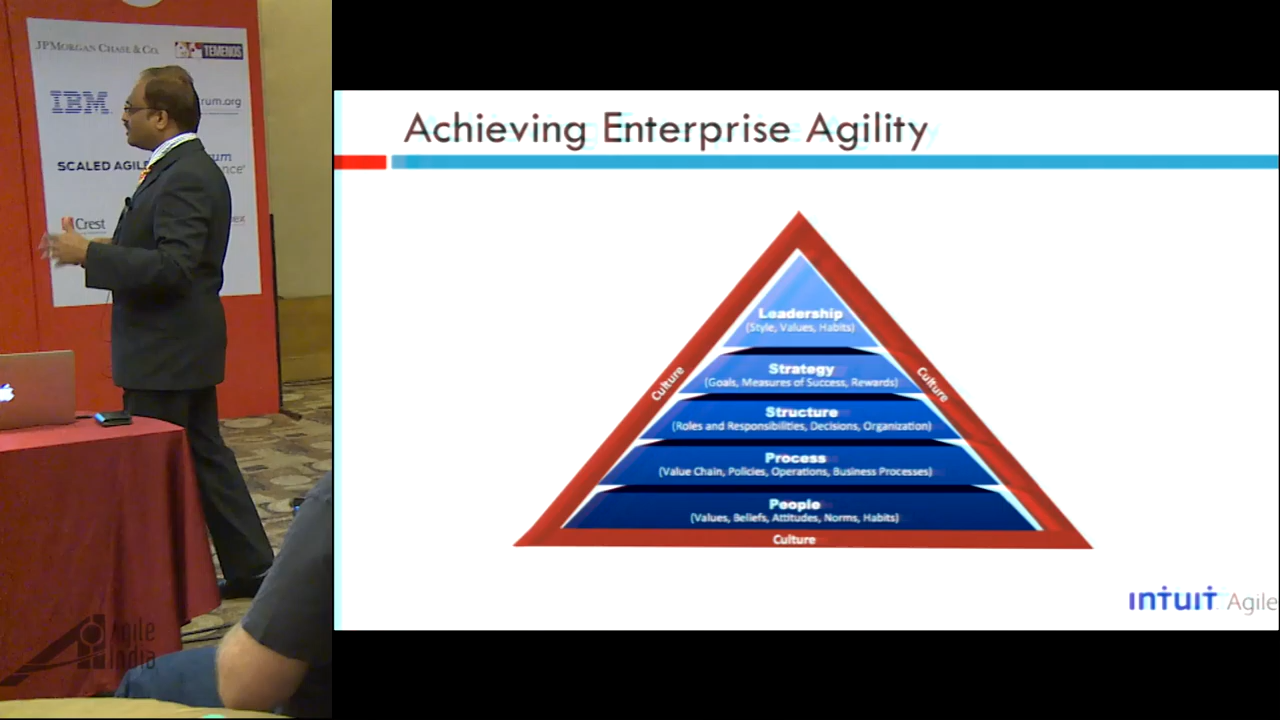 JPMORGAN CHASE & CO.
TEMENOS
IBM
rum.org
SCALED AGILE
Crest
Agile
India
Achieving Enterprise Agility
Leadership
(Style, Values, Habits)
Strategy
(Goals, Measures of Success, Rewards)
Culture
Culture
Structure
(Roles and Responsibilities, Decisions, Organization)
Process
(Value Chain, Policies, Operations, Business Processes)
People
(Values, Beliefs, Attitudes, Norms, Habits)
Culture
INTUIT Agile